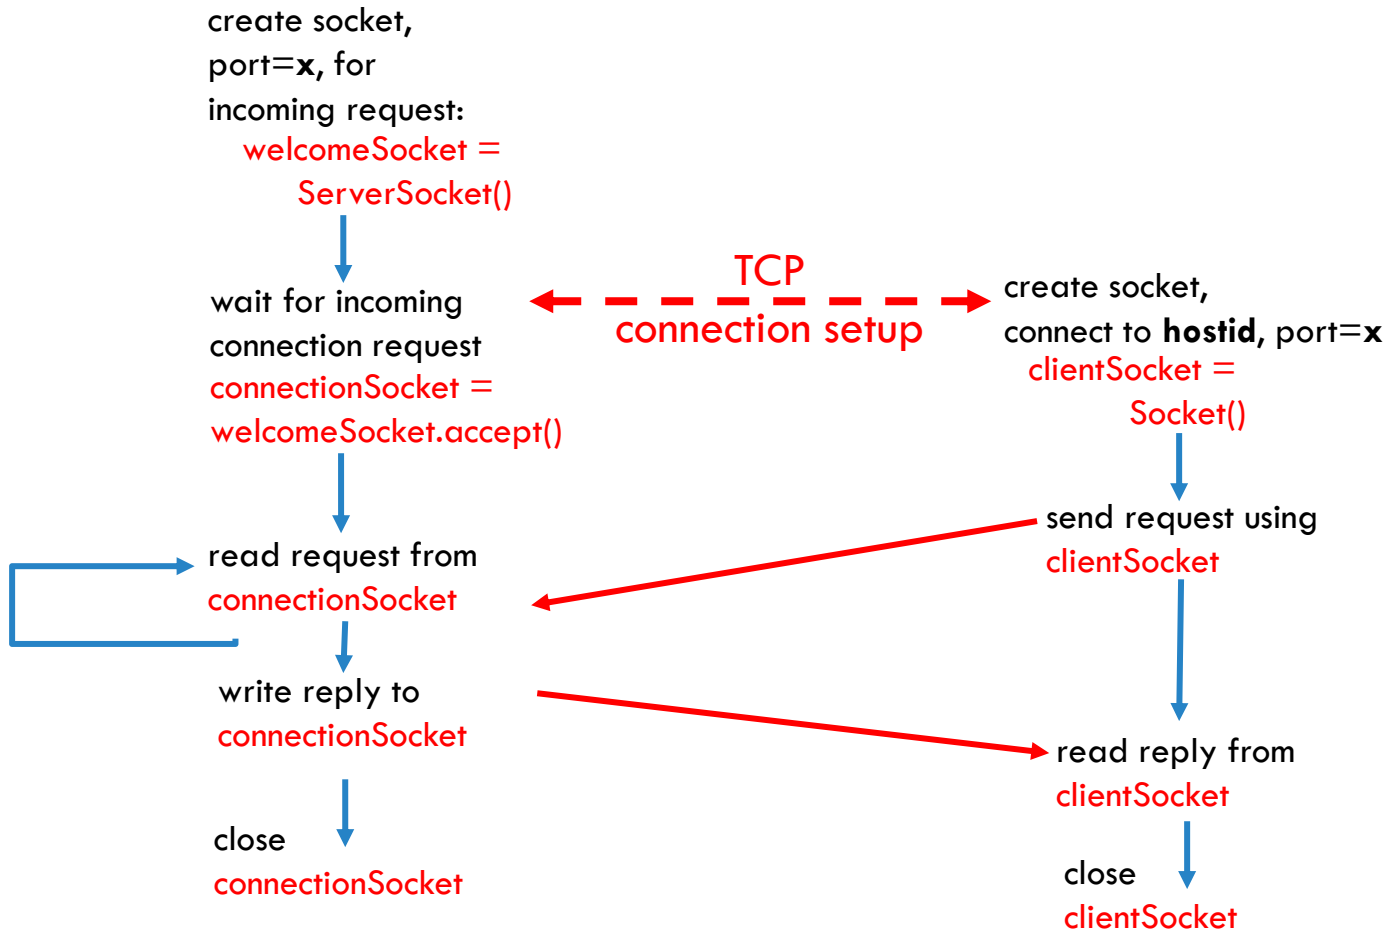 create socket,
port=x, for
incoming request:
welcomeSocket =
ServerSocket()
wait for incoming
connection request
connectionSocket =
welcomeSocket.accept()
TCP
connection setup
create socket,
connect to hostid, port=x
clientSocket =
Socket()
send request using
clientSocket
read request from
connectionSocket
write reply to
connectionSocket
read reply from
clientSocket
close
connectionSocket
close
clientSocket